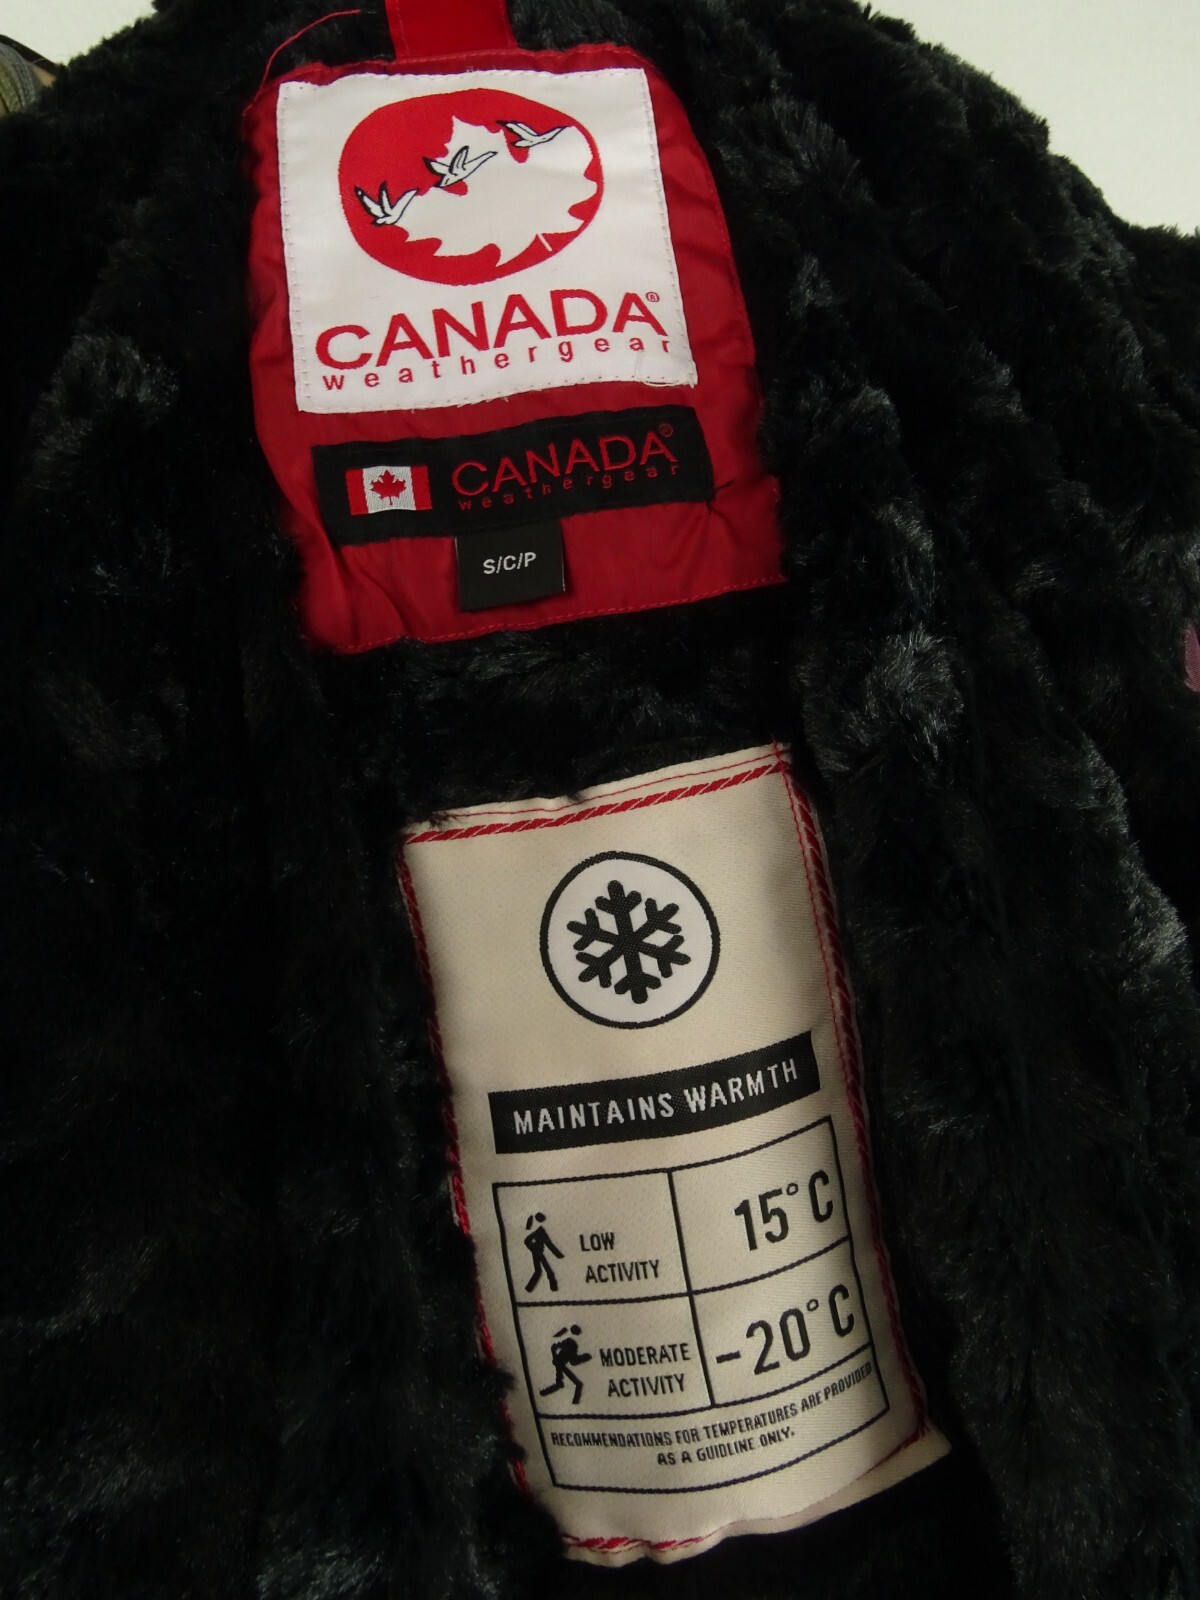 CANADA®
weathergear
CANADA®
weathergear
S/C/P
MAINTAINS WARMTH
LOW
ACTIVITY
15°C
MODERATE
ACTIVITY
-20°C
RECOMMENDATIONS FOR TEMPERATURES ARE PROVIDED
AS A GUIDLINE ONLY.